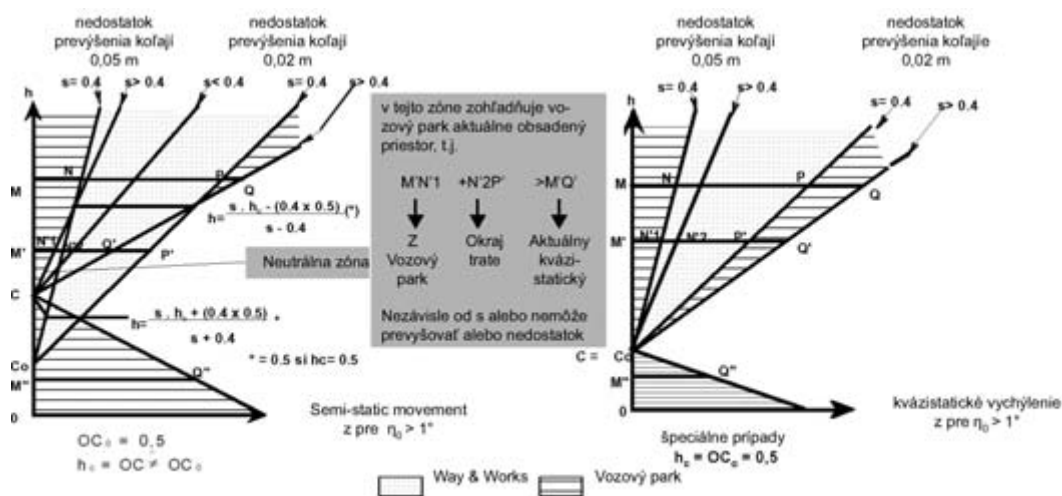 nedostatok
prevýšenia koľají
0,05 m
nedostatok
prevýšenia koľají
0,02 m
s= 0.4
s> 0.4
s< 0.4
s= 0.4
s> 0.4
h
N
P
M
Q
h= s . hc - (0.4 x 0.5) (*)
s - 0.4
M'
N'1
Q'
P'
Neutrálna zóna
C
h= s . hc + (0.4 x 0.5) *
s + 0.4
* = 0.5 si hc= 0.5
Co
M"
Q"
0
OC₀ = 0,5
h c = OC ≠ OC₀
Semi-static movement
z pre η₀ > 1°
v tejto zóne zohľadňuje vo-
zový park aktuálne obsadený
priestor, t.j.
M'N'1 +N'2P' >M'Q'
Z Okraj Aktuálny
Vozový trate kvázi-
park statický
Nezávisle od s alebo nemôže
prevyšovať alebo nedostatok
nedostatok
prevýšenia koľají
0,05 m
nedostatok
prevýšenia koľajíe
0,02 m
s= 0.4
s> 0.4
s= 0.4
s> 0.4
h
N
P
M
Q
M'
N'1
N'2
P'
Q'
C = Co
M"
Q"
0
kvázistatické vychýlenie
z pre η₀ > 1°
špeciálne prípady
hc = OCo = 0,5
Way & Works
Vozový park